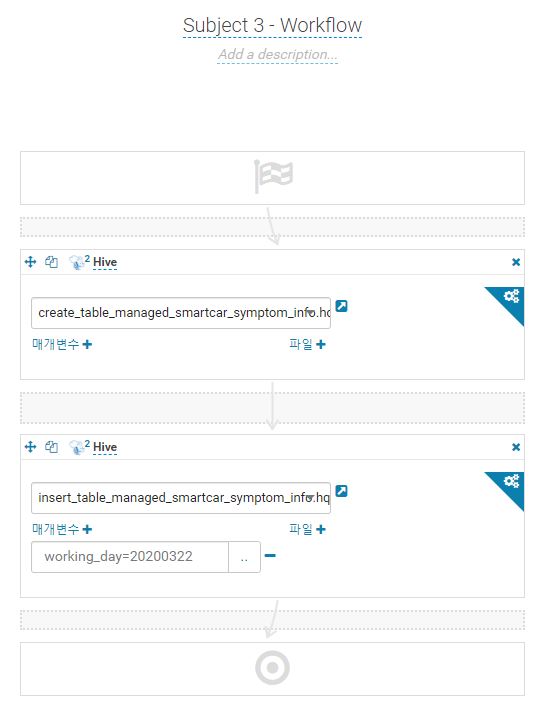 Subject 3 - Workflow
Add a description...
2 Hive
create_table_managed_smartcar_symptom_info.hq
매개변수
파일
2 Hive
insert_table_managed_smartcar_symptom_info.hq
매개변수
파일
working_day=20200322 ..